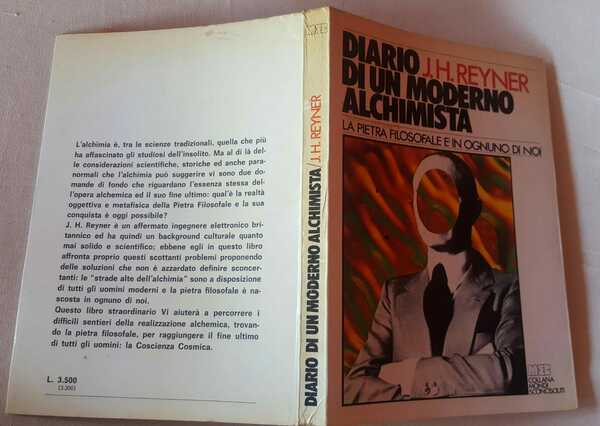 L'alchimia è, tra le scienze tradizionali, quella che più
ha affascinato gli studiosi dell'insolito. Ma al di là del-
le considerazioni scientifiche, storiche ed anche para-
normali che l'alchimia può suggerire vi sono due do-
mande di fondo che riguardano l'essenza stessa del-
l'opera alchemica ed il suo fine ultimo: qual'è la realtà
oggettiva e metafisica della Pietra Filosofale e la sua
conquista è oggi possibile?
J. H. Reyner è un affermato ingegnere elettronico bri-
tannico ed ha quindi un background culturale quanto
mai solido e scientifico; ebbene egli in questo libro
affronta proprio questi scottanti problemi proponendo
delle soluzioni che non è azzardato definire sconcer-
tanti: le "strade alte dell'alchimia" sono a disposizione
di tutti gli uomini moderni e la pietra filosofale è na-
scosta in ognuno di noi.
Questo libro straordinario Vi aiuterà a percorrere i
difficili sentieri della realizzazione alchemica, trovan-
do la pietra filosofale, per raggiungere il fine ultimo
di tutti gli uomini: la Coscienza Cosmica.
L. 3.500
(3.300)
MEB
DIARIO DI UN MODERNO ALCHIMISTA/J. H. REYNER
DIARIO J. H. REYNER
DI UN MODERNO
ALCHIMISTA
LA PIETRA FILOSOFALE E IN OGNUNO DI NOI
MEB
COLLANA
MONDI
SCONOSCIUTI